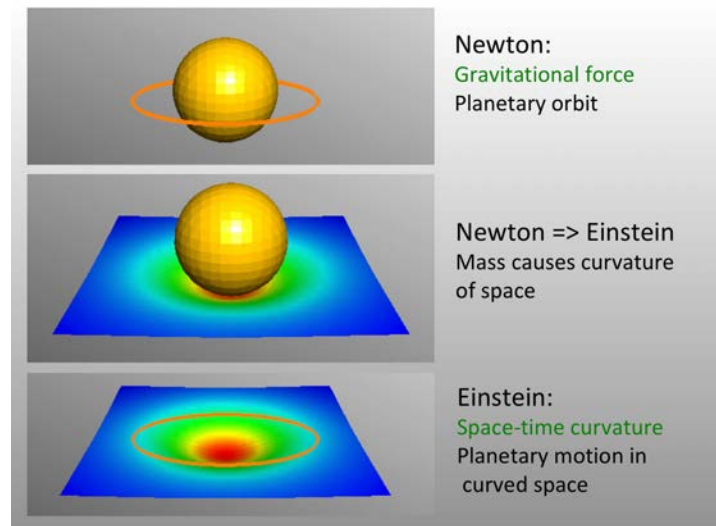 Newton:
Gravitational force
Planetary orbit
Newton => Einstein
Mass causes curvature
of space
Einstein:
Space-time curvature
Planetary motion in
curved space